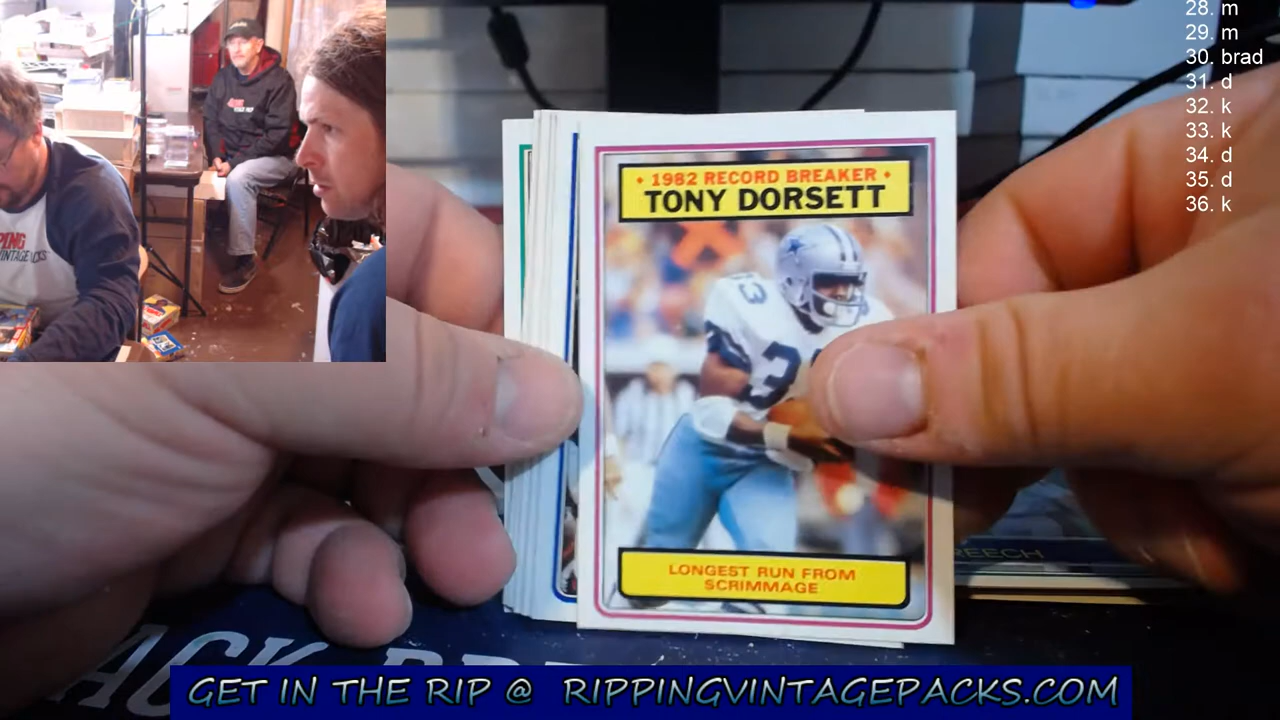 28. m
29. m
30. brad
31. d
32. k
33. k
34. d
35. d
36. k
• 1982 RECORD BREAKER •
TONY DORSETT
33
3
LONGEST RUN FROM
SCRIMMAGE
REECH
GET IN THE RIP @ RIPPINGVINTAGEPACKS.COM